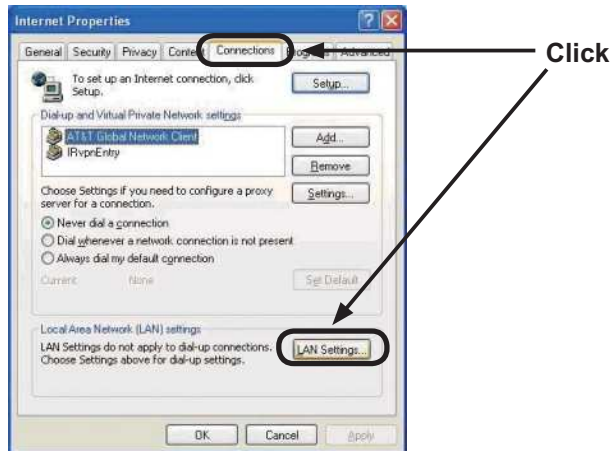 Internet Properties
General Security Privacy Content Connections Programs Advanced
Click
To set up an Internet connection, click
Setup.
Setup...
Dial-up and Virtual Private Network settings
AT&T Global Network Client
IRvpnEntry
Add...
Remove
Choose Settings if you need to configure a proxy
server for a connection.
Settings...
Never dial a connection
Dial whenever a network connection is not present
Always dial my default connection
Current None
Set Default
Local Area Network (LAN) settings
LAN Settings do not apply to dial-up connections.
Choose Settings above for dial-up settings.
LAN Settings...
OK Cancel Apply